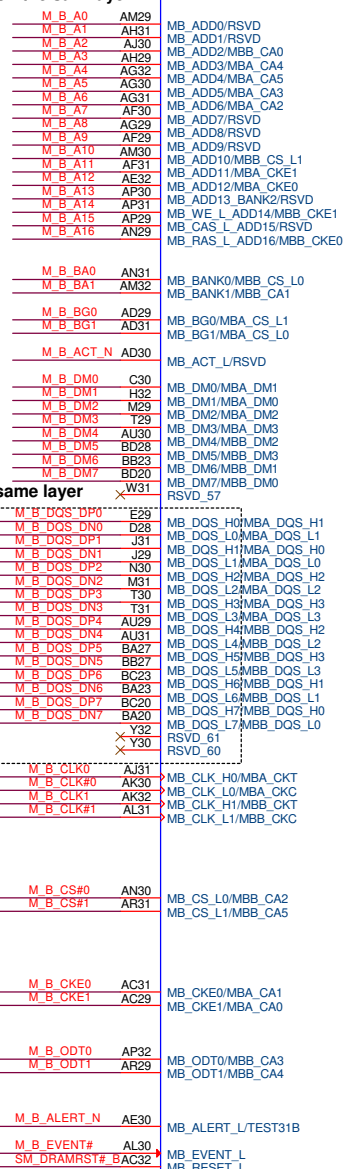 M_B_A0 AM29 MB_ADD0/RSVD
M_B_A1 AH31 MB_ADD1/RSVD
M_B_A2 AJ30 MB_ADD2/MBB_CA0
M_B_A3 AH29 MB_ADD3/MBA_CA4
M_B_A4 AG32 MB_ADD4/MBA_CA5
M_B_A5 AG30 MB_ADD5/MBA_CA3
M_B_A6 AG31 MB_ADD6/MBA_CA2
M_B_A7 AF30 MB_ADD7/RSVD
M_B_A8 AG29 MB_ADD8/RSVD
M_B_A9 AF29 MB_ADD9/RSVD
M_B_A10 AM30 MB_ADD10/MBB_CS_L1
M_B_A11 AF31 MB_ADD11/MBA_CKE1
M_B_A12 AE32 MB_ADD12/MBA_CKE0
M_B_A13 AP30 MB_ADD13_BANK2/RSVD
M_B_A14 AP31 MB_WE_L_ADD14/MBB_CKE1
M_B_A15 AP29 MB_CAS_L_ADD15/RSVD
M_B_A16 AN29 MB_RAS_L_ADD16/MBB_CKE0
M_B_BA0 AN31 MB_BANK0/MBB_CS_L0
M_B_BA1 AM32 MB_BANK1/MBB_CA1
M_B_BG0 AD29 MB_BG0/MBA_CS_L1
M_B_BG1 AD31 MB_BG1/MBA_CS_L0
M_B_ACT_N AD30 MB_ACT_L/RSVD
M_B_DM0 C30 MB_DM0/MBA_DM1
M_B_DM1 H32 MB_DM1/MBA_DM0
M_B_DM2 M29 MB_DM2/MBA_DM2
M_B_DM3 T29 MB_DM3/MBA_DM3
M_B_DM4 AU30 MB_DM4/MBB_DM2
M_B_DM5 BD28 MB_DM5/MBB_DM3
M_B_DM6 BB23 MB_DM6/MBB_DM1
M_B_DM7 BD20 MB_DM7/MBB_DM0
same layer W31 RSVD_57
M_B_DQS_DP0 E29 MB_DQS_H0/MBA_DQS_H1
M_B_DQS_DN0 D28 MB_DQS_L0/MBA_DQS_L1
M_B_DQS_DP1 J31 MB_DQS_H1/MBA_DQS_H0
M_B_DQS_DN1 J29 MB_DQS_L1/MBA_DQS_L0
M_B_DQS_DP2 N30 MB_DQS_H2/MBA_DQS_H2
M_B_DQS_DN2 M31 MB_DQS_L2/MBA_DQS_L2
M_B_DQS_DP3 T30 MB_DQS_H3/MBA_DQS_H3
M_B_DQS_DN3 T31 MB_DQS_L3/MBA_DQS_L3
M_B_DQS_DP4 AU29 MB_DQS_H4/MBB_DQS_H2
M_B_DQS_DN4 AU31 MB_DQS_L4/MBB_DQS_L2
M_B_DQS_DP5 BA27 MB_DQS_H5/MBB_DQS_H3
M_B_DQS_DN5 BB27 MB_DQS_L5/MBB_DQS_L3
M_B_DQS_DP6 BC23 MB_DQS_H6/MBB_DQS_H1
M_B_DQS_DN6 BA23 MB_DQS_L6/MBB_DQS_L1
M_B_DQS_DP7 BC20 MB_DQS_H7/MBB_DQS_H0
M_B_DQS_DN7 BA20 MB_DQS_L7/MBB_DQS_L0
Y32 RSVD_61
Y30 RSVD_60
M_B_CLK0 AJ31 MB_CLK_H0/MBA_CKT
M_B_CLK#0 AK30 MB_CLK_L0/MBA_CKC
M_B_CLK1 AK32 MB_CLK_H1/MBB_CKT
M_B_CLK#1 AL31 MB_CLK_L1/MBB_CKC
M_B_CS#0 AN30 MB_CS_L0/MBB_CA2
M_B_CS#1 AR31 MB_CS_L1/MBB_CA5
M_B_CKE0 AC31 MB_CKE0/MBA_CA1
M_B_CKE1 AC29 MB_CKE1/MBA_CA0
M_B_ODT0 AP32 MB_ODT0/MBB_CA3
M_B_ODT1 AR29 MB_ODT1/MBB_CA4
M_B_ALERT_N AE30 MB_ALERT_L/TEST31B
M_B_EVENT# AL30 MB_EVENT_L
SM_DRAMRST#_B AC32 MB_RESET_L